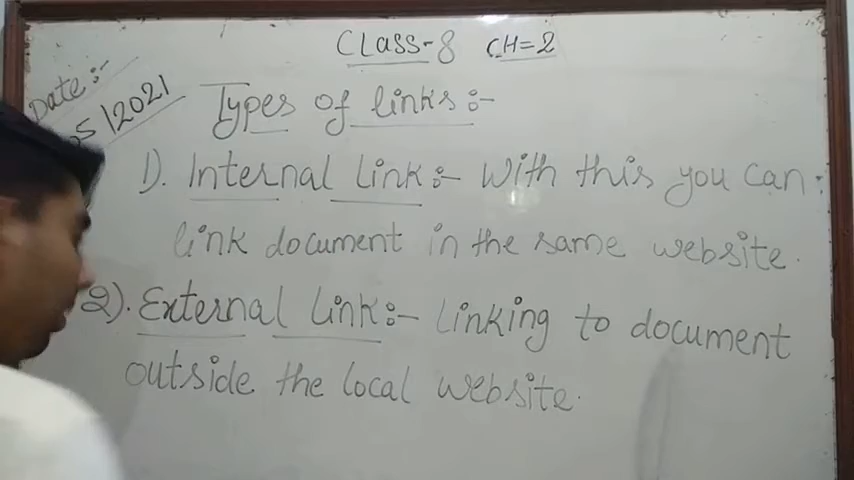 CLASS-8 CH=2
Date:-
5/2021
Types of links:-
1). Internal Link:- With this you can
link document in the same website.
2). External Link:- Linking to document
outside the local website.